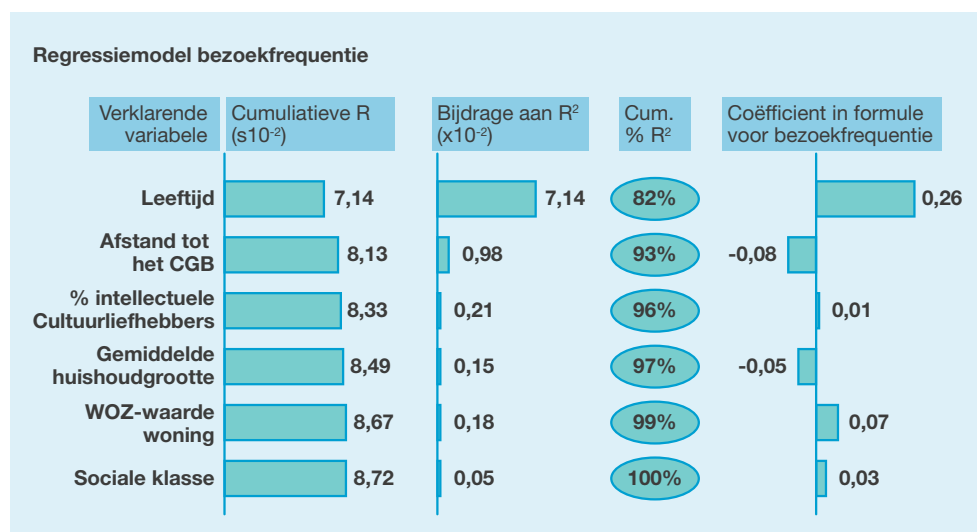 Regressiemodel bezoekfrequentie
Verklarende
variabele
Cumuliatieve R
(s10⁻²)
Bijdrage aan R²
(x10⁻²)
Cum.
% R²
Coëfficient in formule
voor bezoekfrequentie
Leeftijd 7,14 7,14 82% 0,26
Afstand tot
het CGB
8,13 0,98 93% -0,08
% intellectuele
Cultuurliefhebbers
8,33 0,21 96% 0,01
Gemiddelde
huishoudgrootte
8,49 0,15 97% -0,05
WOZ-waarde
woning
8,67 0,18 99% 0,07
Sociale klasse 8,72 0,05 100% 0,03